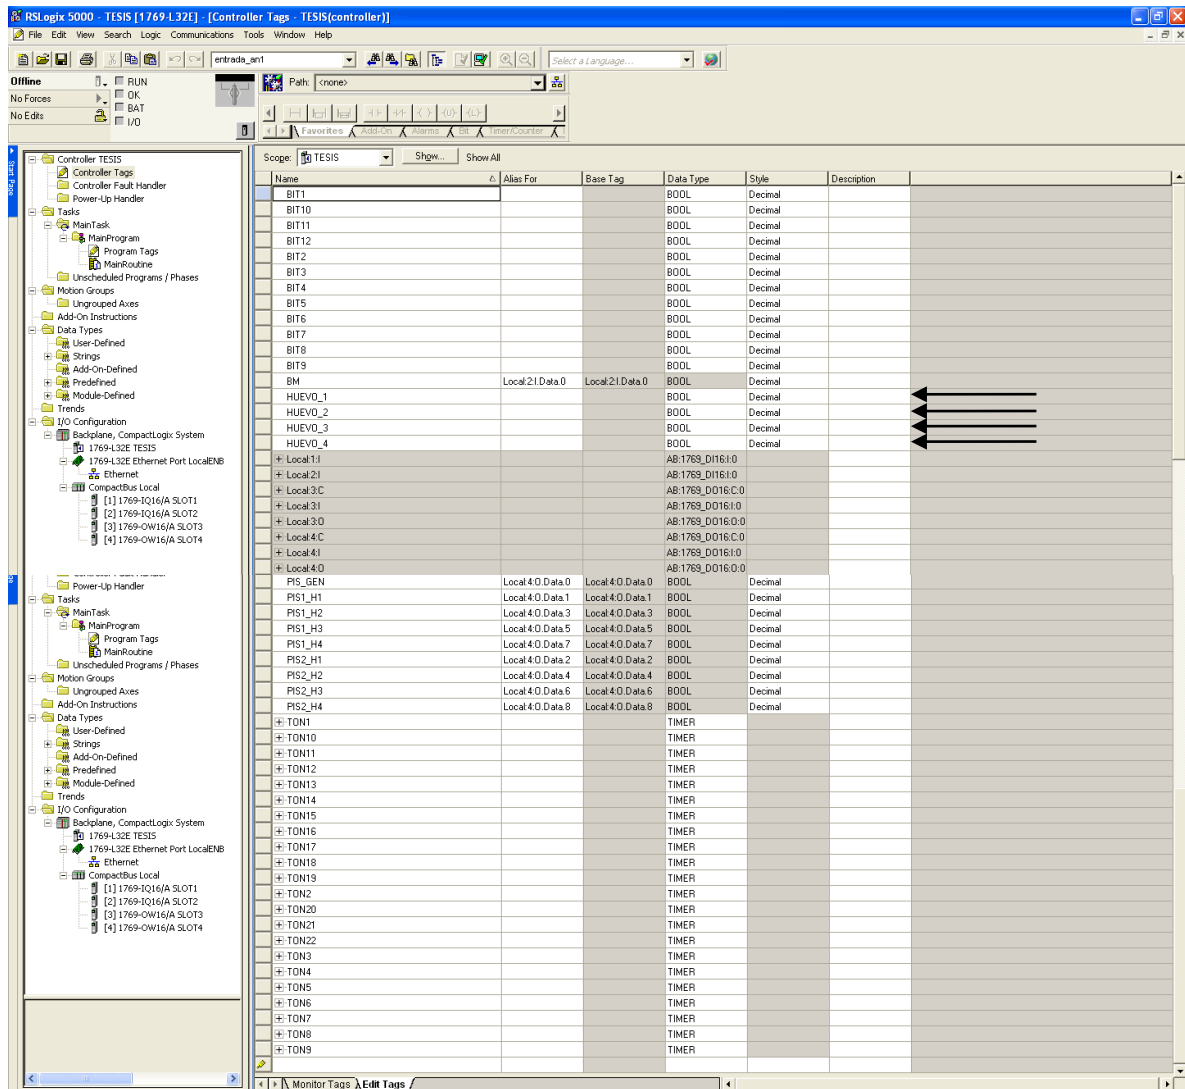 RSLogix 5000 - TESIS [1769-L32E] - [Controller Tags - TESIS(controller)]
File Edit View Search Logic Communications Tools Window Help
entrada_an1
Select a Language...
Offline
RUN
No Forces
OK
BAT
No Edits
I/O
Path: <none>
Favorites Add-On Alarms Bit Timer/Counter
Start Page
Controller TESIS
Controller Tags
Controller Fault Handler
Power-Up Handler
Tasks
MainTask
MainProgram
Program Tags
MainRoutine
Unscheduled Programs / Phases
Motion Groups
Ungrouped Axes
Add-On Instructions
Data Types
User-Defined
Strings
Add-On-Defined
Predefined
Module-Defined
Trends
I/O Configuration
Backplane, CompactLogix System
1769-L32E TESIS
1769-L32E Ethernet Port LocalENB
Ethernet
CompactBus Local
[1] 1769-IQ16/A SLOT1
[2] 1769-IQ16/A SLOT2
[3] 1769-OW16/A SLOT3
[4] 1769-OW16/A SLOT4
Power-Up Handler
Tasks
MainTask
MainProgram
Program Tags
MainRoutine
Unscheduled Programs / Phases
Motion Groups
Ungrouped Axes
Add-On Instructions
Data Types
User-Defined
Strings
Add-On-Defined
Predefined
Module-Defined
Trends
I/O Configuration
Backplane, CompactLogix System
1769-L32E TESIS
1769-L32E Ethernet Port LocalENB
Ethernet
CompactBus Local
[1] 1769-IQ16/A SLOT1
[2] 1769-IQ16/A SLOT2
[3] 1769-OW16/A SLOT3
[4] 1769-OW16/A SLOT4
Scope: TESIS Show... Show All
Name Alias For Base Tag Data Type Style Description
BIT1 BOOL Decimal
BIT10 BOOL Decimal
BIT11 BOOL Decimal
BIT12 BOOL Decimal
BIT2 BOOL Decimal
BIT3 BOOL Decimal
BIT4 BOOL Decimal
BIT5 BOOL Decimal
BIT6 BOOL Decimal
BIT7 BOOL Decimal
BIT8 BOOL Decimal
BIT9 BOOL Decimal
BM Local:2:I.Data.0 Local:2:I.Data.0 BOOL Decimal
HUEVO_1 BOOL Decimal
HUEVO_2 BOOL Decimal
HUEVO_3 BOOL Decimal
HUEVO_4 BOOL Decimal
Local:1:I AB:1769_DI16:I:0
Local:2:I AB:1769_DI16:I:0
Local:3:C AB:1769_DO16:C:0
Local:3:I AB:1769_DO16:I:0
Local:3:O AB:1769_DO16:O:0
Local:4:C AB:1769_DO16:C:0
Local:4:I AB:1769_DO16:I:0
Local:4:O AB:1769_DO16:O:0
PIS_GEN Local:4:O.Data.0 Local:4:O.Data.0 BOOL Decimal
PIS1_H1 Local:4:O.Data.1 Local:4:O.Data.1 BOOL Decimal
PIS1_H2 Local:4:O.Data.3 Local:4:O.Data.3 BOOL Decimal
PIS1_H3 Local:4:O.Data.5 Local:4:O.Data.5 BOOL Decimal
PIS1_H4 Local:4:O.Data.7 Local:4:O.Data.7 BOOL Decimal
PIS2_H1 Local:4:O.Data.2 Local:4:O.Data.2 BOOL Decimal
PIS2_H2 Local:4:O.Data.4 Local:4:O.Data.4 BOOL Decimal
PIS2_H3 Local:4:O.Data.6 Local:4:O.Data.6 BOOL Decimal
PIS2_H4 Local:4:O.Data.8 Local:4:O.Data.8 BOOL Decimal
TON1 TIMER
TON10 TIMER
TON11 TIMER
TON12 TIMER
TON13 TIMER
TON14 TIMER
TON15 TIMER
TON16 TIMER
TON17 TIMER
TON18 TIMER
TON19 TIMER
TON2 TIMER
TON20 TIMER
TON21 TIMER
TON22 TIMER
TON3 TIMER
TON4 TIMER
TON5 TIMER
TON6 TIMER
TON7 TIMER
TON8 TIMER
TON9 TIMER
Monitor Tags Edit Tags